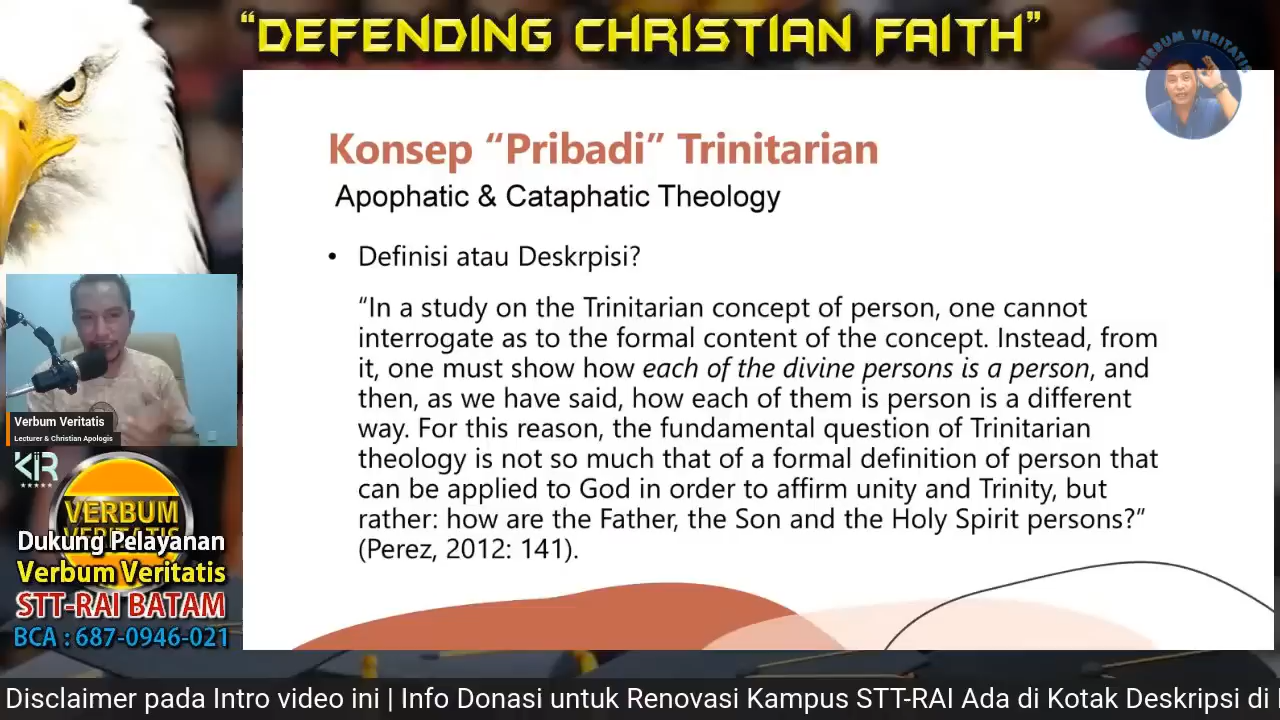 “DEFENDING CHRISTIAN FAITH”
VERBUM VERITATIS
Konsep “Pribadi” Trinitarian
Apophatic & Cataphatic Theology
• Definisi atau Deskrpisi?
“In a study on the Trinitarian concept of person, one cannot
interrogate as to the formal content of the concept. Instead, from
it, one must show how each of the divine persons is a person, and
then, as we have said, how each of them is person is a different
way. For this reason, the fundamental question of Trinitarian
theology is not so much that of a formal definition of person that
can be applied to God in order to affirm unity and Trinity, but
rather: how are the Father, the Son and the Holy Spirit persons?”
(Perez, 2012: 141).
Verbum Veritatis
Lecturer & Christian Apologis
KiR
VERBUM
VERITATIS
Dukung Pelayanan
Verbum Veritatis
STT-RAI BATAM
BCA : 687-0946-021
Disclaimer pada Intro video ini | Info Donasi untuk Renovasi Kampus STT-RAI Ada di Kotak Deskripsi di